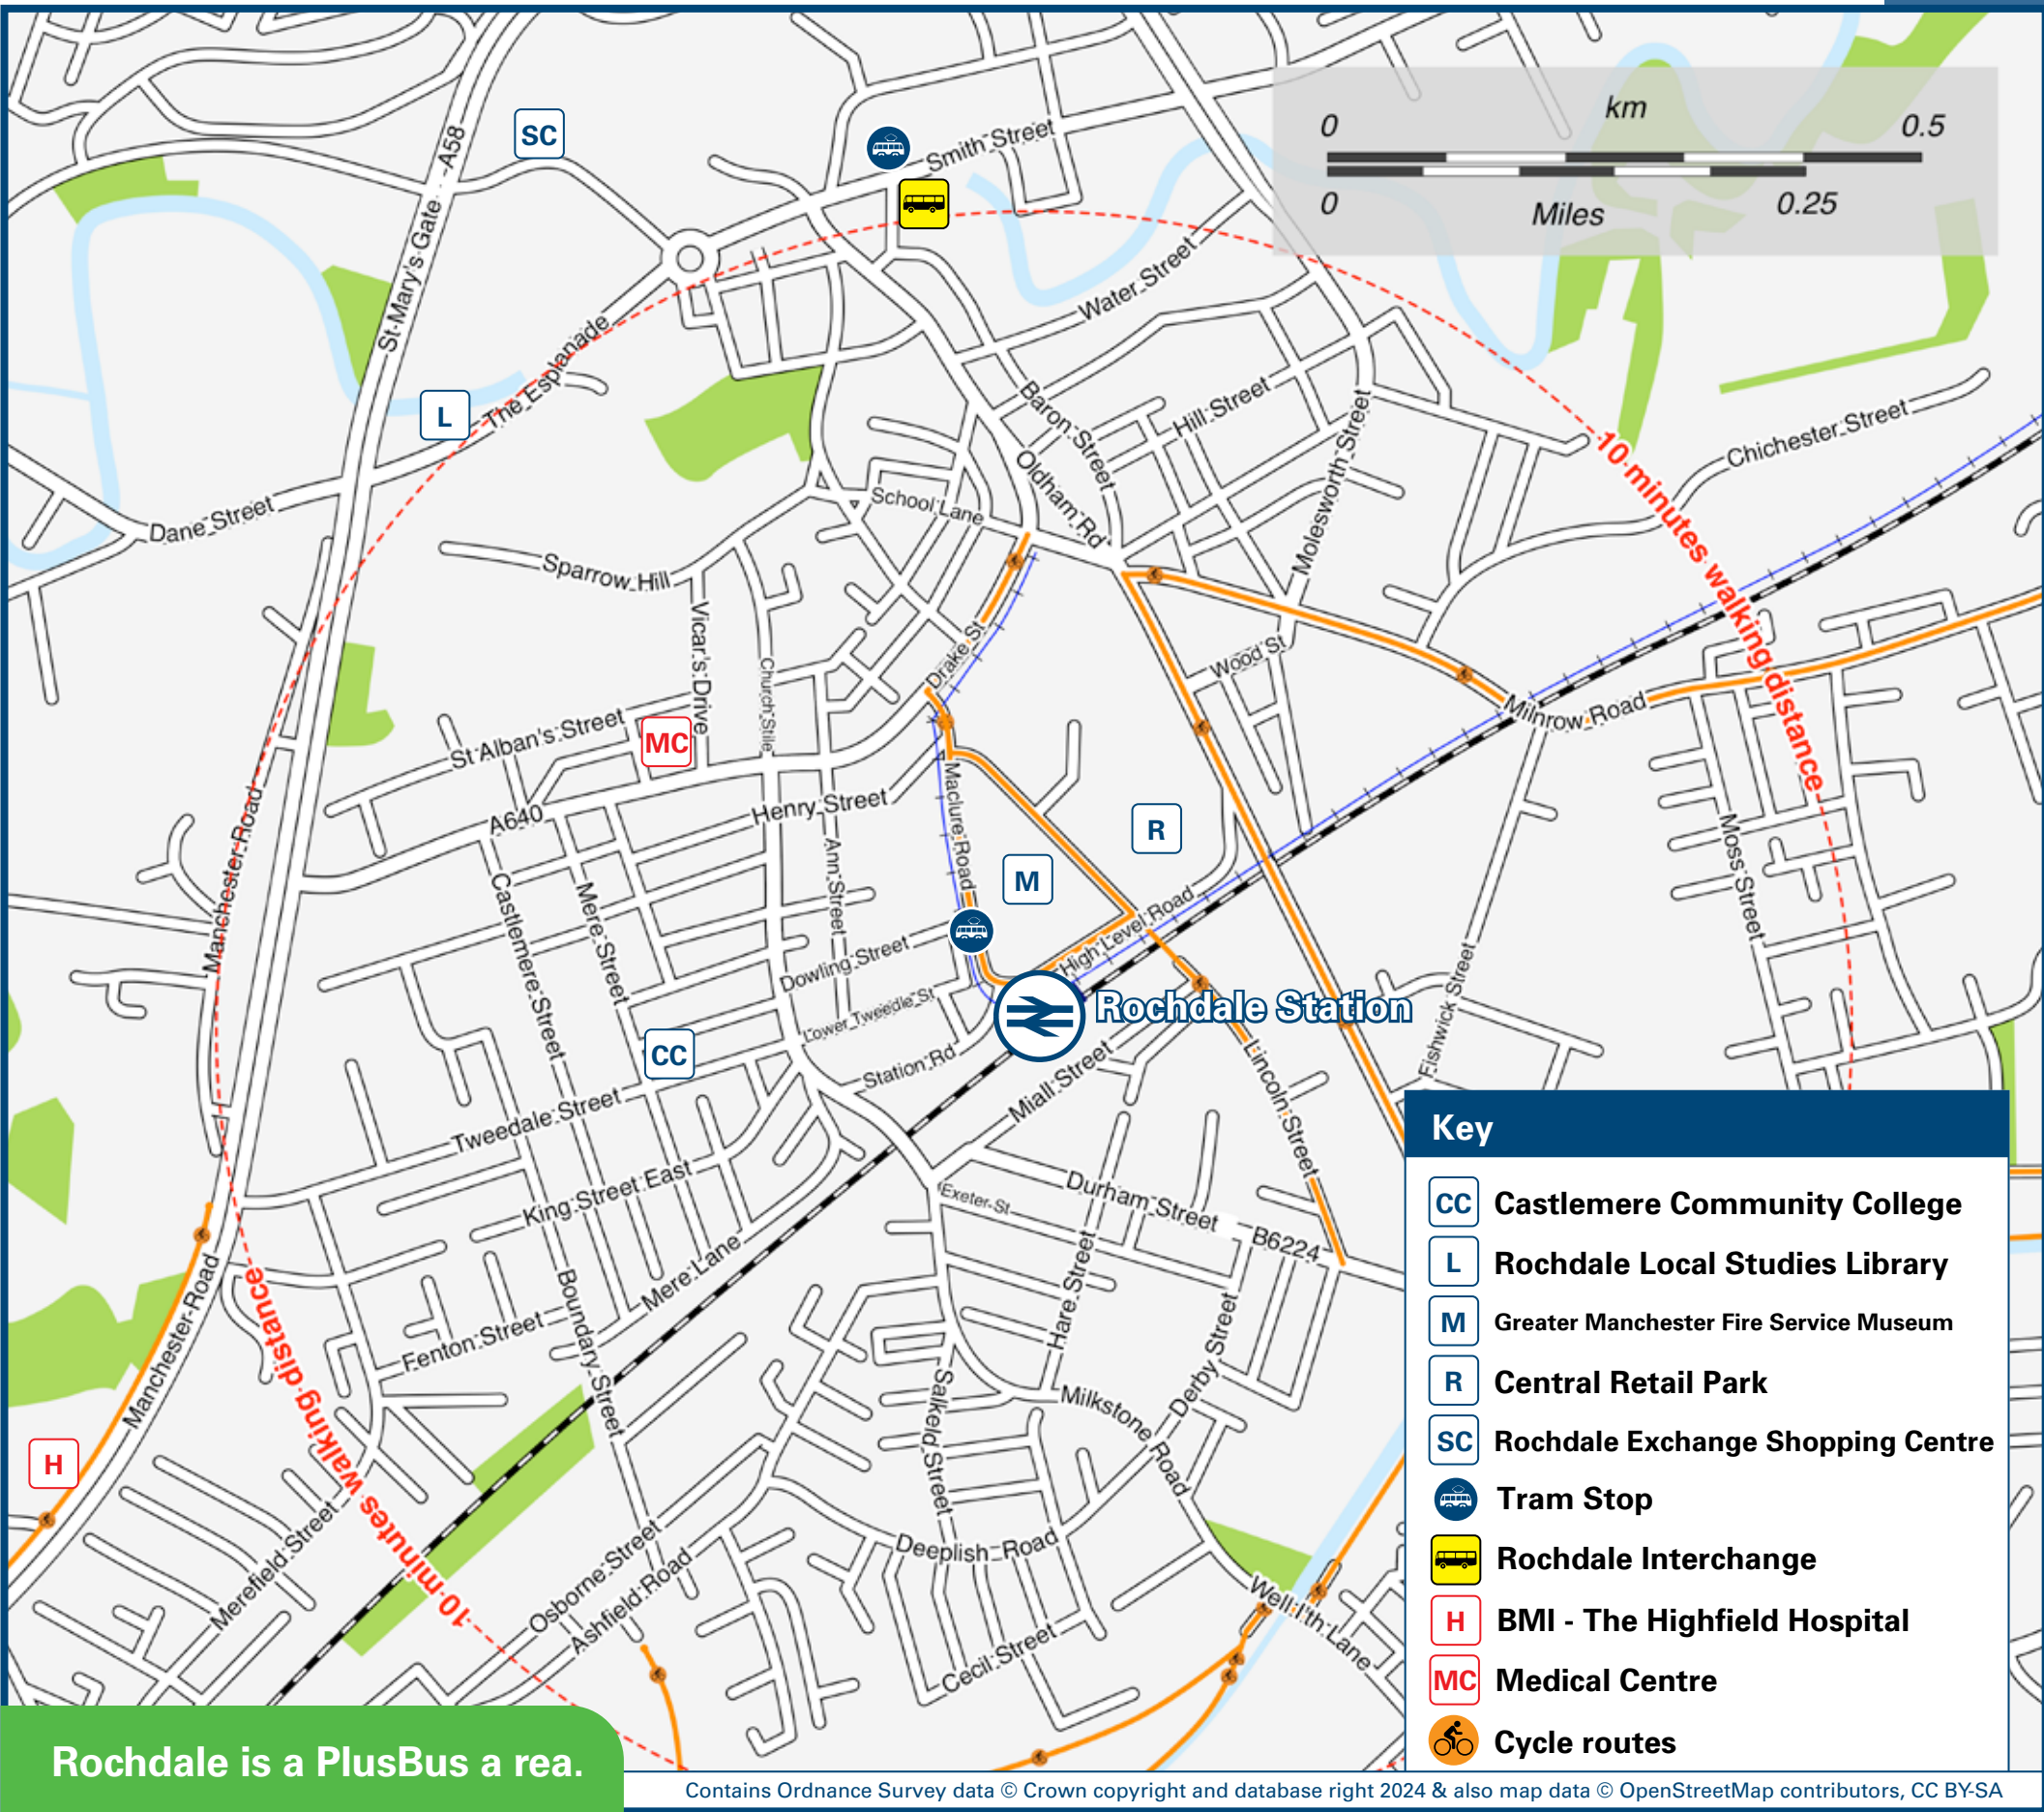 km
0
0.5
0
Miles
0.25
SC
A58
St Mary's Gate
Smith Street
Water Street
The Esplanade
L
Dane Street
Baron Street
Hill Street
Oldham Rd
Molesworth Street
10 minutes walking distance
Chichester Street
School Lane
Sparrow Hill
Vicar's Drive
Church Stile
Drake St
Wood St
Milnrow Road
St Alban's Street
MC
A640
Henry Street
Maclure Road
R
M
Manchester Road
Castlemere Street
Mere Street
Ann Street
Moss Street
High Level Road
Dowling Street
Lower Tweedle St
Rochdale Station
Fishwick Street
CC
Station Rd
Miall Street
Lincoln Street
Tweedale Street
King Street East
Exeter St
Durham Street
B6224
Mere Lane
Hare Street
Derby Street
Fenton Street
Boundary Street
Manchester Road
10 minutes walking distance
H
Salkeld Street
Milkstone Road
Merefield Street
Osborne Street
Ashfield Road
Deeplish Road
Cecil Street
Well I'th Lane
Key
CC Castlemere Community College
L Rochdale Local Studies Library
M Greater Manchester Fire Service Museum
R Central Retail Park
SC Rochdale Exchange Shopping Centre
Tram Stop
Rochdale Interchange
H BMI - The Highfield Hospital
MC Medical Centre
Cycle routes
Rochdale is a PlusBus a rea.
Contains Ordnance Survey data © Crown copyright and database right 2024 & also map data © OpenStreetMap contributors, CC BY-SA